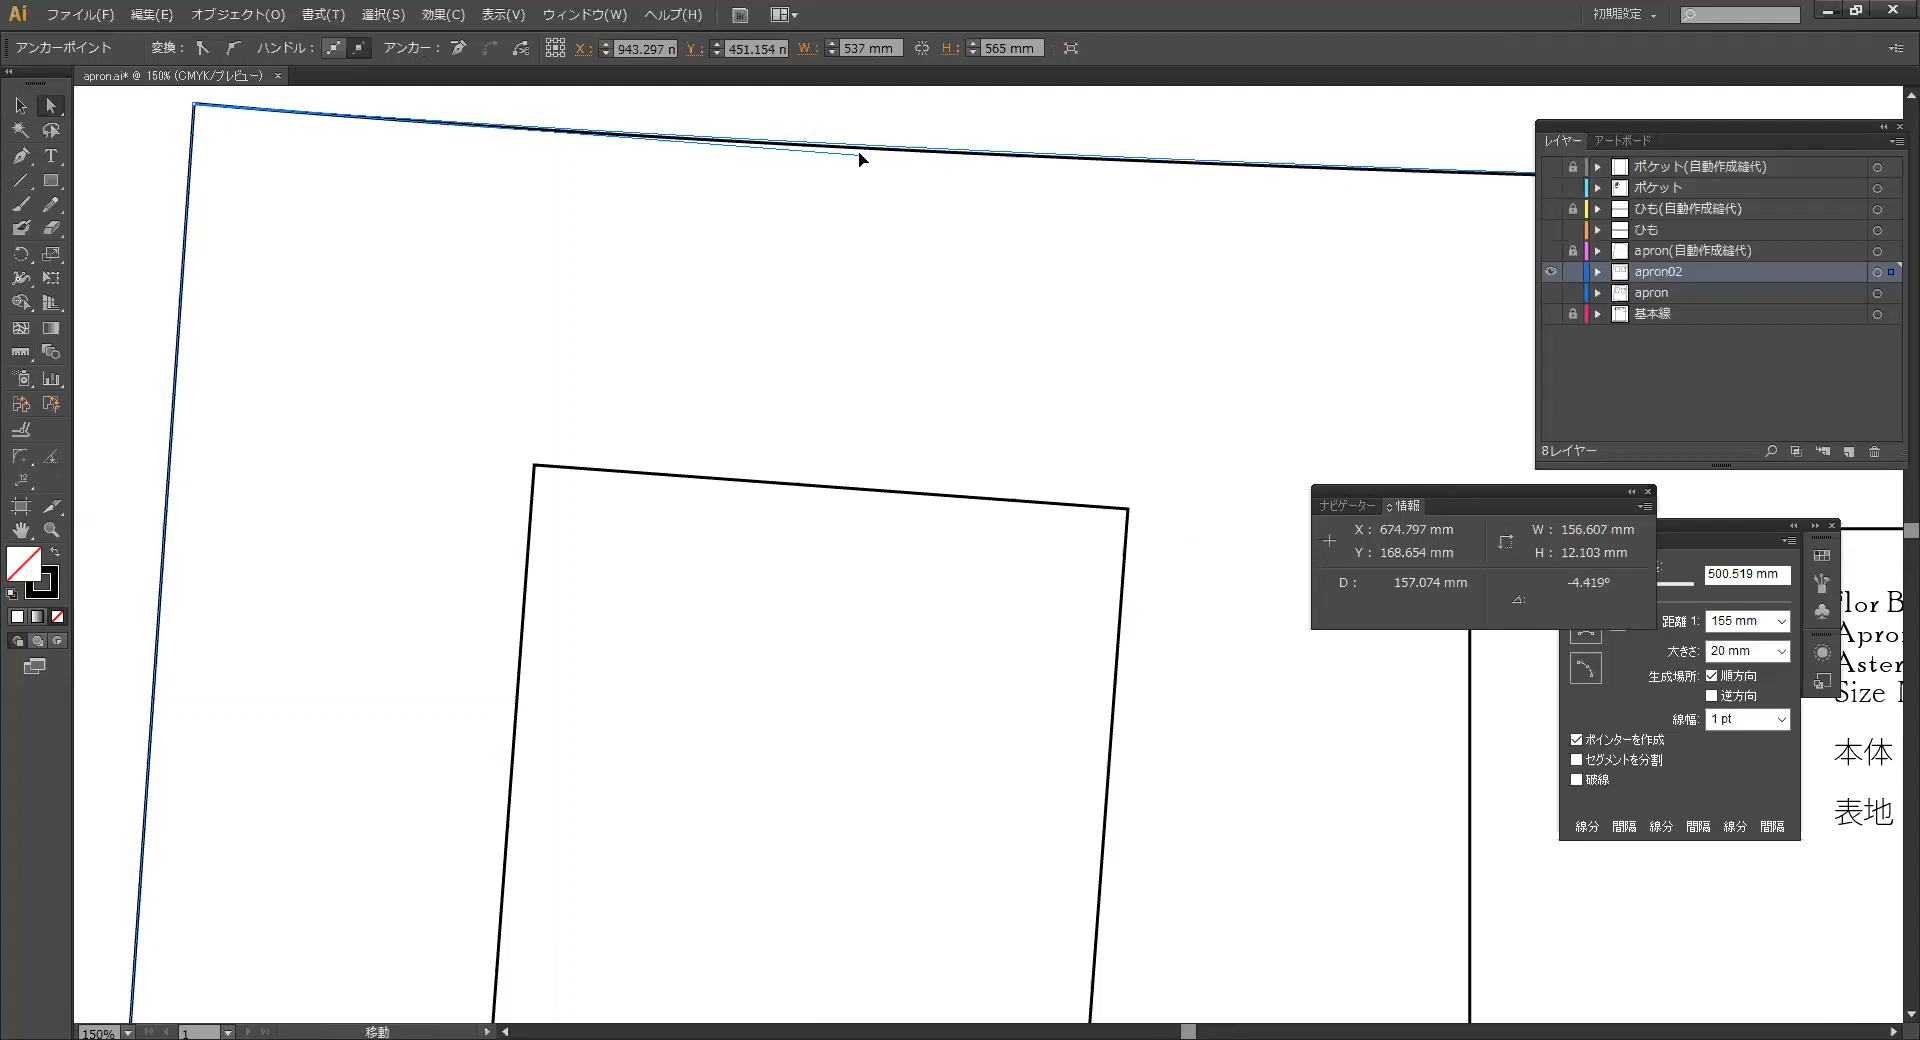 Ai ファイル(F) 編集(E) オブジェクト(O) 書式(T) 選択(S) 効果(C) 表示(V) ウィンドウ(W) ヘルプ(H) Br 初期設定
アンカーポイント 変換: ハンドル: アンカー: X: 943.297 n Y: 451.154 n W: 537 mm H: 565 mm
apron.ai* @ 150% (CMYK/プレビュー) ×
レイヤー アートボード
ポケット(自動作成縫代)
ポケット
ひも(自動作成縫代)
ひも
apron(自動作成縫代)
apron02
apron
基本線
8レイヤー
ナビゲーター 情報
X: 674.797 mm W: 156.607 mm
Y: 168.654 mm H: 12.103 mm
D: 157.074 mm -4.419°
500.519 mm
距離 1: 155 mm
大きさ: 20 mm
生成場所: 順方向
逆方向
線幅: 1 pt
ポインターを作成
セグメントを分割
破線
線分 間隔 線分 間隔 線分 間隔
flor B
Apro
Aster
Size
本体
表地
150% 1 移動